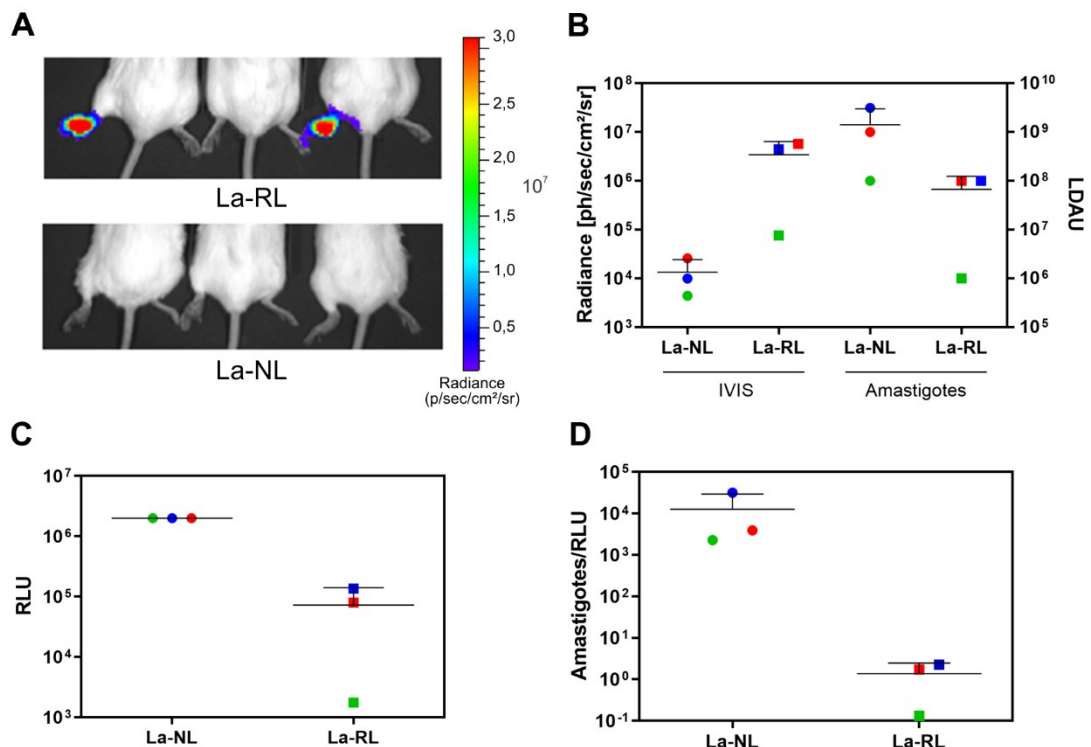 A
3,0
2,5
2,0
1,5
1,0
0,5
10⁷
Radiance
(p/sec/cm²/sr)
La-RL
La-NL
B
Radiance [ph/sec/cm²/sr]
10⁸
10⁷
10⁶
10⁵
10⁴
10³
10¹⁰
10⁹
10⁸
10⁷
10⁶
10⁵
LDAU
La-NL La-RL La-NL La-RL
IVIS Amastigotes
C
RLU
10⁷
10⁶
10⁵
10⁴
10³
La-NL La-RL
D
Amastigotes/RLU
10⁵
10⁴
10³
10²
10¹
10⁰
10⁻¹
La-NL La-RL